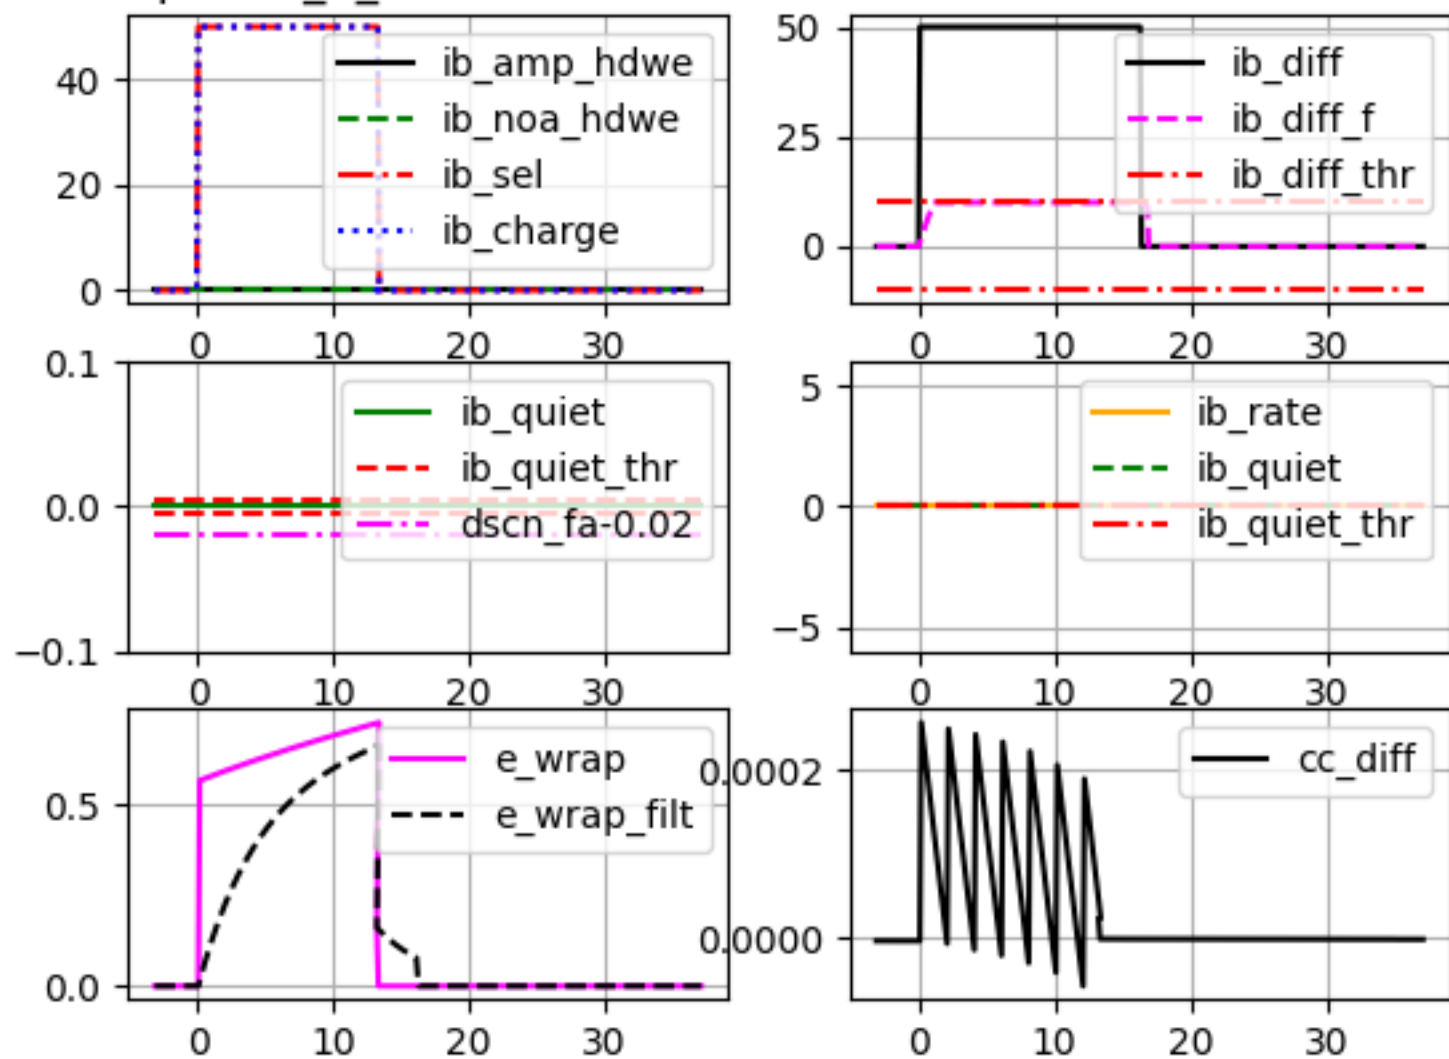 40
20
0
ib_amp_hdwe
ib_noa_hdwe
ib_sel
ib_charge
0 10 20 30
50
25
0
ib_diff
ib_diff_f
ib_diff_thr
0 10 20 30
0.1
0.0
−0.1
ib_quiet
ib_quiet_thr
dscn_fa-0.02
0 10 20 30
5
0
−5
ib_rate
ib_quiet
ib_quiet_thr
0 10 20 30
0.5
0.0
e_wrap
e_wrap_filt
0 10 20 30
0.0002
0.0000
cc_diff
0 10 20 30